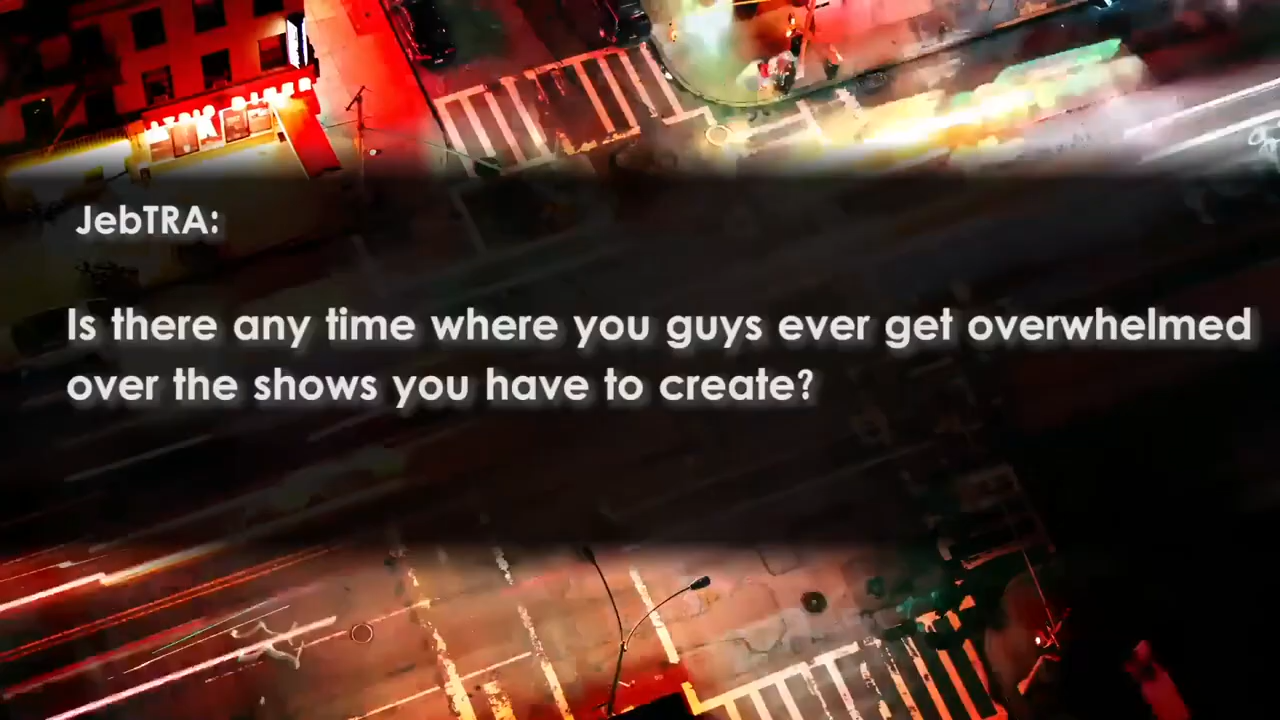 JebTRA:
Is there any time where you guys ever get overwhelmed
over the shows you have to create?